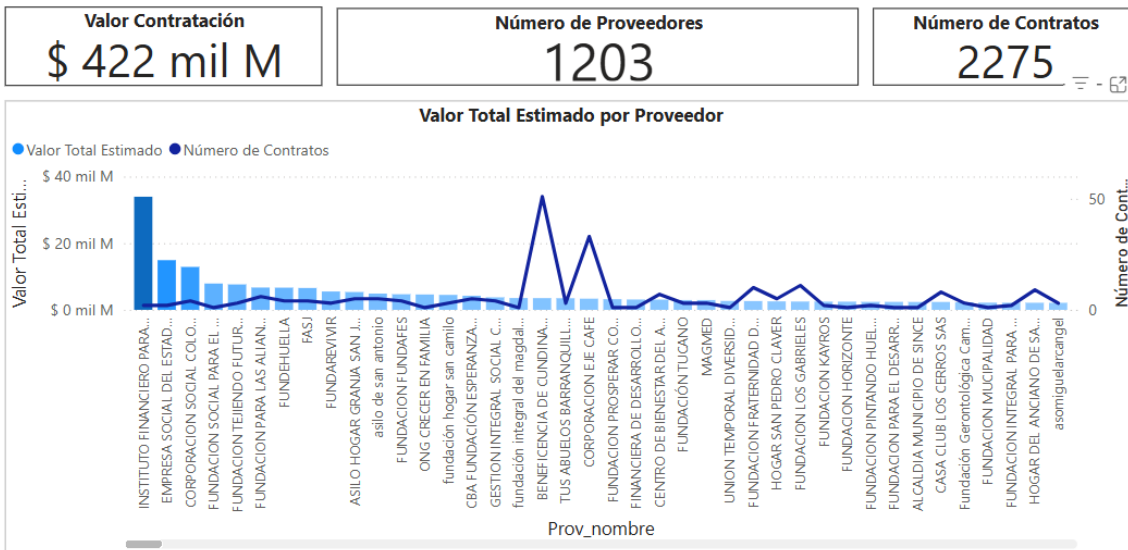 Valor Contratación
$ 422 mil M
Número de Proveedores
1203
Número de Contratos
2275
Valor Total Estimado por Proveedor
Valor Total Estimado
Número de Contratos
Valor Total Esti...
$ 40 mil M
$ 20 mil M
$ 0 mil M
50
0
Número de Cont...
INSTITUTO FINANCIERO PARA...
EMPRESA SOCIAL DEL ESTAD...
CORPORACION SOCIAL COLO...
FUNDACION SOCIAL PARA EL ...
FUNDACION TEJIENDO FUTUR...
FUNDACION PARA LAS ALIAN...
FUNDEHUELLA
FASJ
FUNDAREVIVIR
ASILO HOGAR GRANJA SAN J...
asilo de san antonio
FUNDACION FUNDAFES
ONG CRECER EN FAMILIA
fundación hogar san camilo
CBA FUNDACIÓN ESPERANZA...
GESTION INTEGRAL SOCIAL C...
fundación integral del magdal...
BENEFICENCIA DE CUNDINA...
TUS ABUELOS BARRANQUILL...
CORPORACION EJE CAFE
FUNDACION PROSPERAR CO...
FINANCIERA DE DESARROLLO...
CENTRO DE BIENESTAR DEL A...
FUNDACIÓN TUCANO
MAGMED
UNION TEMPORAL DIVERSID...
FUNDACION FRATERNIDAD D...
HOGAR SAN PEDRO CLAVER
FUNDACION LOS GABRIELES
FUNDACION KAYROS
FUNDACION HORIZONTE
FUNDACION PINTANDO HUEL...
FUNDACION PARA EL DESARR...
ALCALDIA MUNICIPIO DE SINCE
CASA CLUB LOS CERROS SAS
Fundación Gerontológica Cam...
FUNDACION MUCIPALIDAD
FUNDACION INTEGRAL PARA ...
HOGAR DEL ANCIANO DE SA...
asomiguelarcangel
Prov_nombre